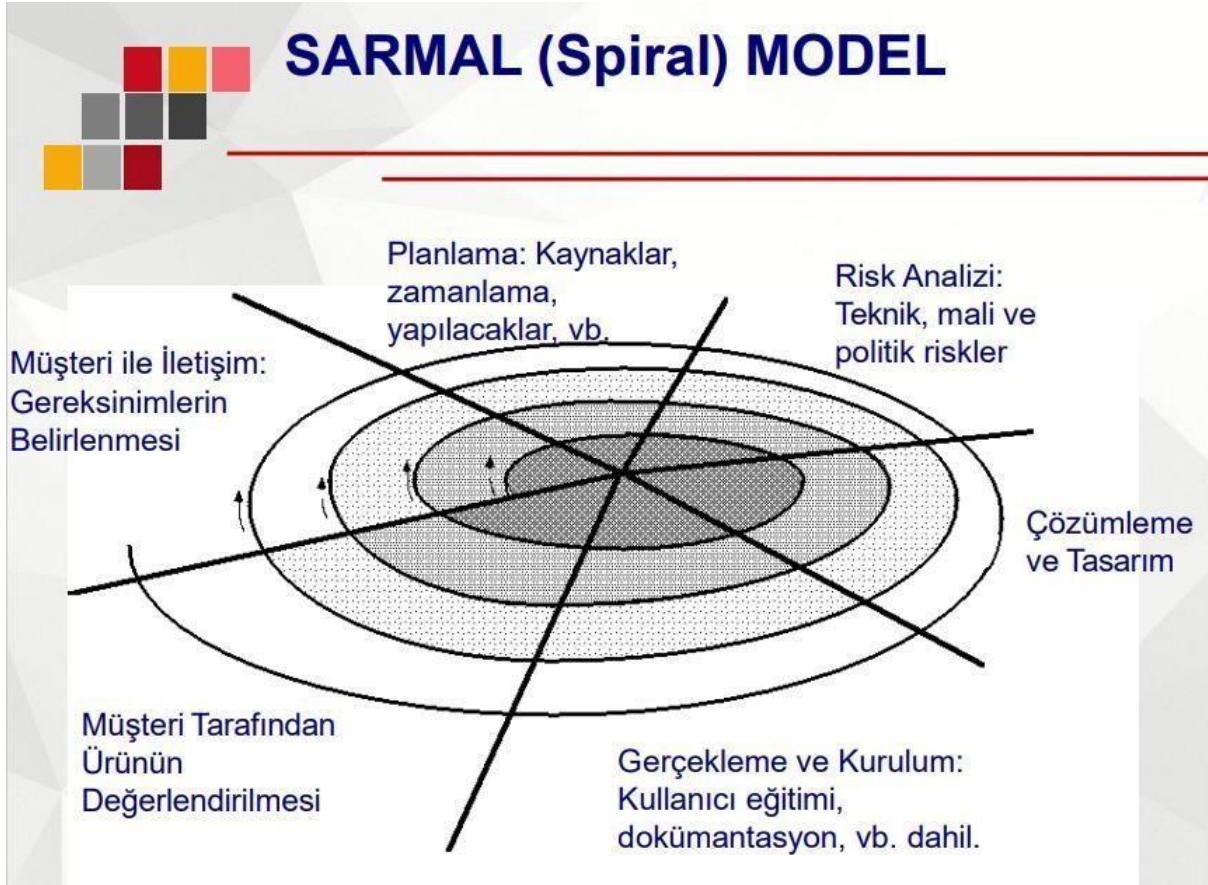 SARMAL (Spiral) MODEL
Planlama: Kaynaklar,
zamanlama,
yapılacaklar, vb.
Risk Analizi:
Teknik, mali ve
politik riskler
Müşteri ile İletişim:
Gereksinimlerin
Belirlenmesi
Çözümleme
ve Tasarım
Müşteri Tarafından
Ürünün
Değerlendirilmesi
Gerçekleme ve Kurulum:
Kullanıcı eğitimi,
dokümantasyon, vb. dahil.